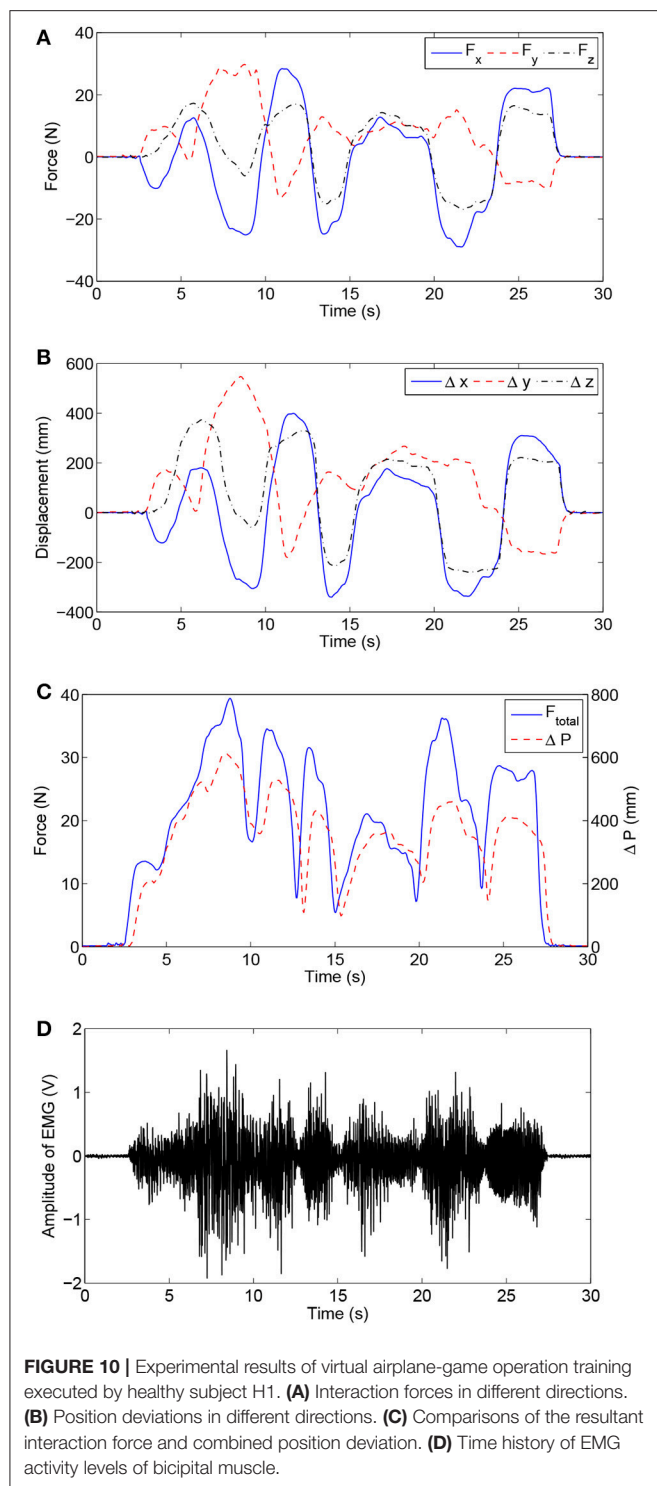 A
F_x F_y F_z
40
20
0
−20
−40
Force (N)
0 5 10 15 20 25 30
Time (s)
B
Δ x Δ y Δ z
600
400
200
0
−200
−400
Displacement (mm)
0 5 10 15 20 25 30
Time (s)
C
F_total
Δ P
40
30
20
10
0
Force (N)
800
600
400
200
0
Δ P (mm)
0 5 10 15 20 25 30
Time (s)
D
2
1
0
−1
−2
Amplitude of EMG (V)
0 5 10 15 20 25 30
Time (s)
FIGURE 10 | Experimental results of virtual airplane-game operation training
executed by healthy subject H1. (A) Interaction forces in different directions.
(B) Position deviations in different directions. (C) Comparisons of the resultant
interaction force and combined position deviation. (D) Time history of EMG
activity levels of bicipital muscle.